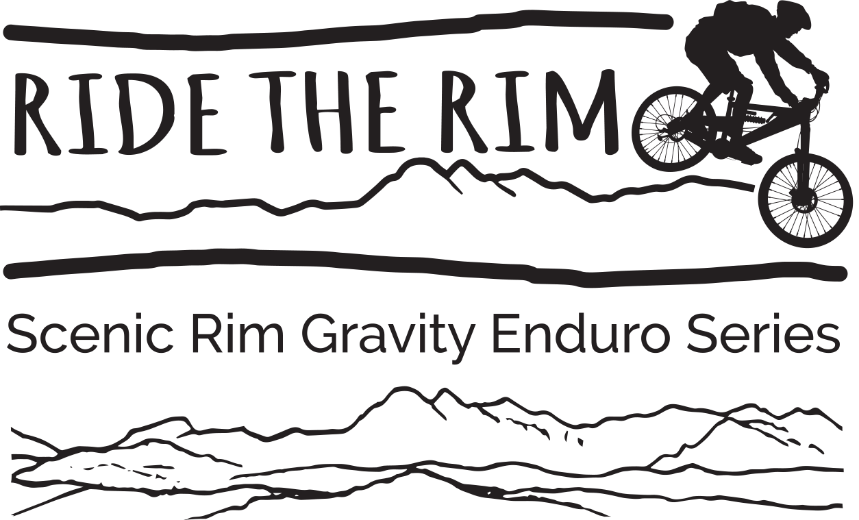 RIDE THE RIM
Scenic Rim Gravity Enduro Series